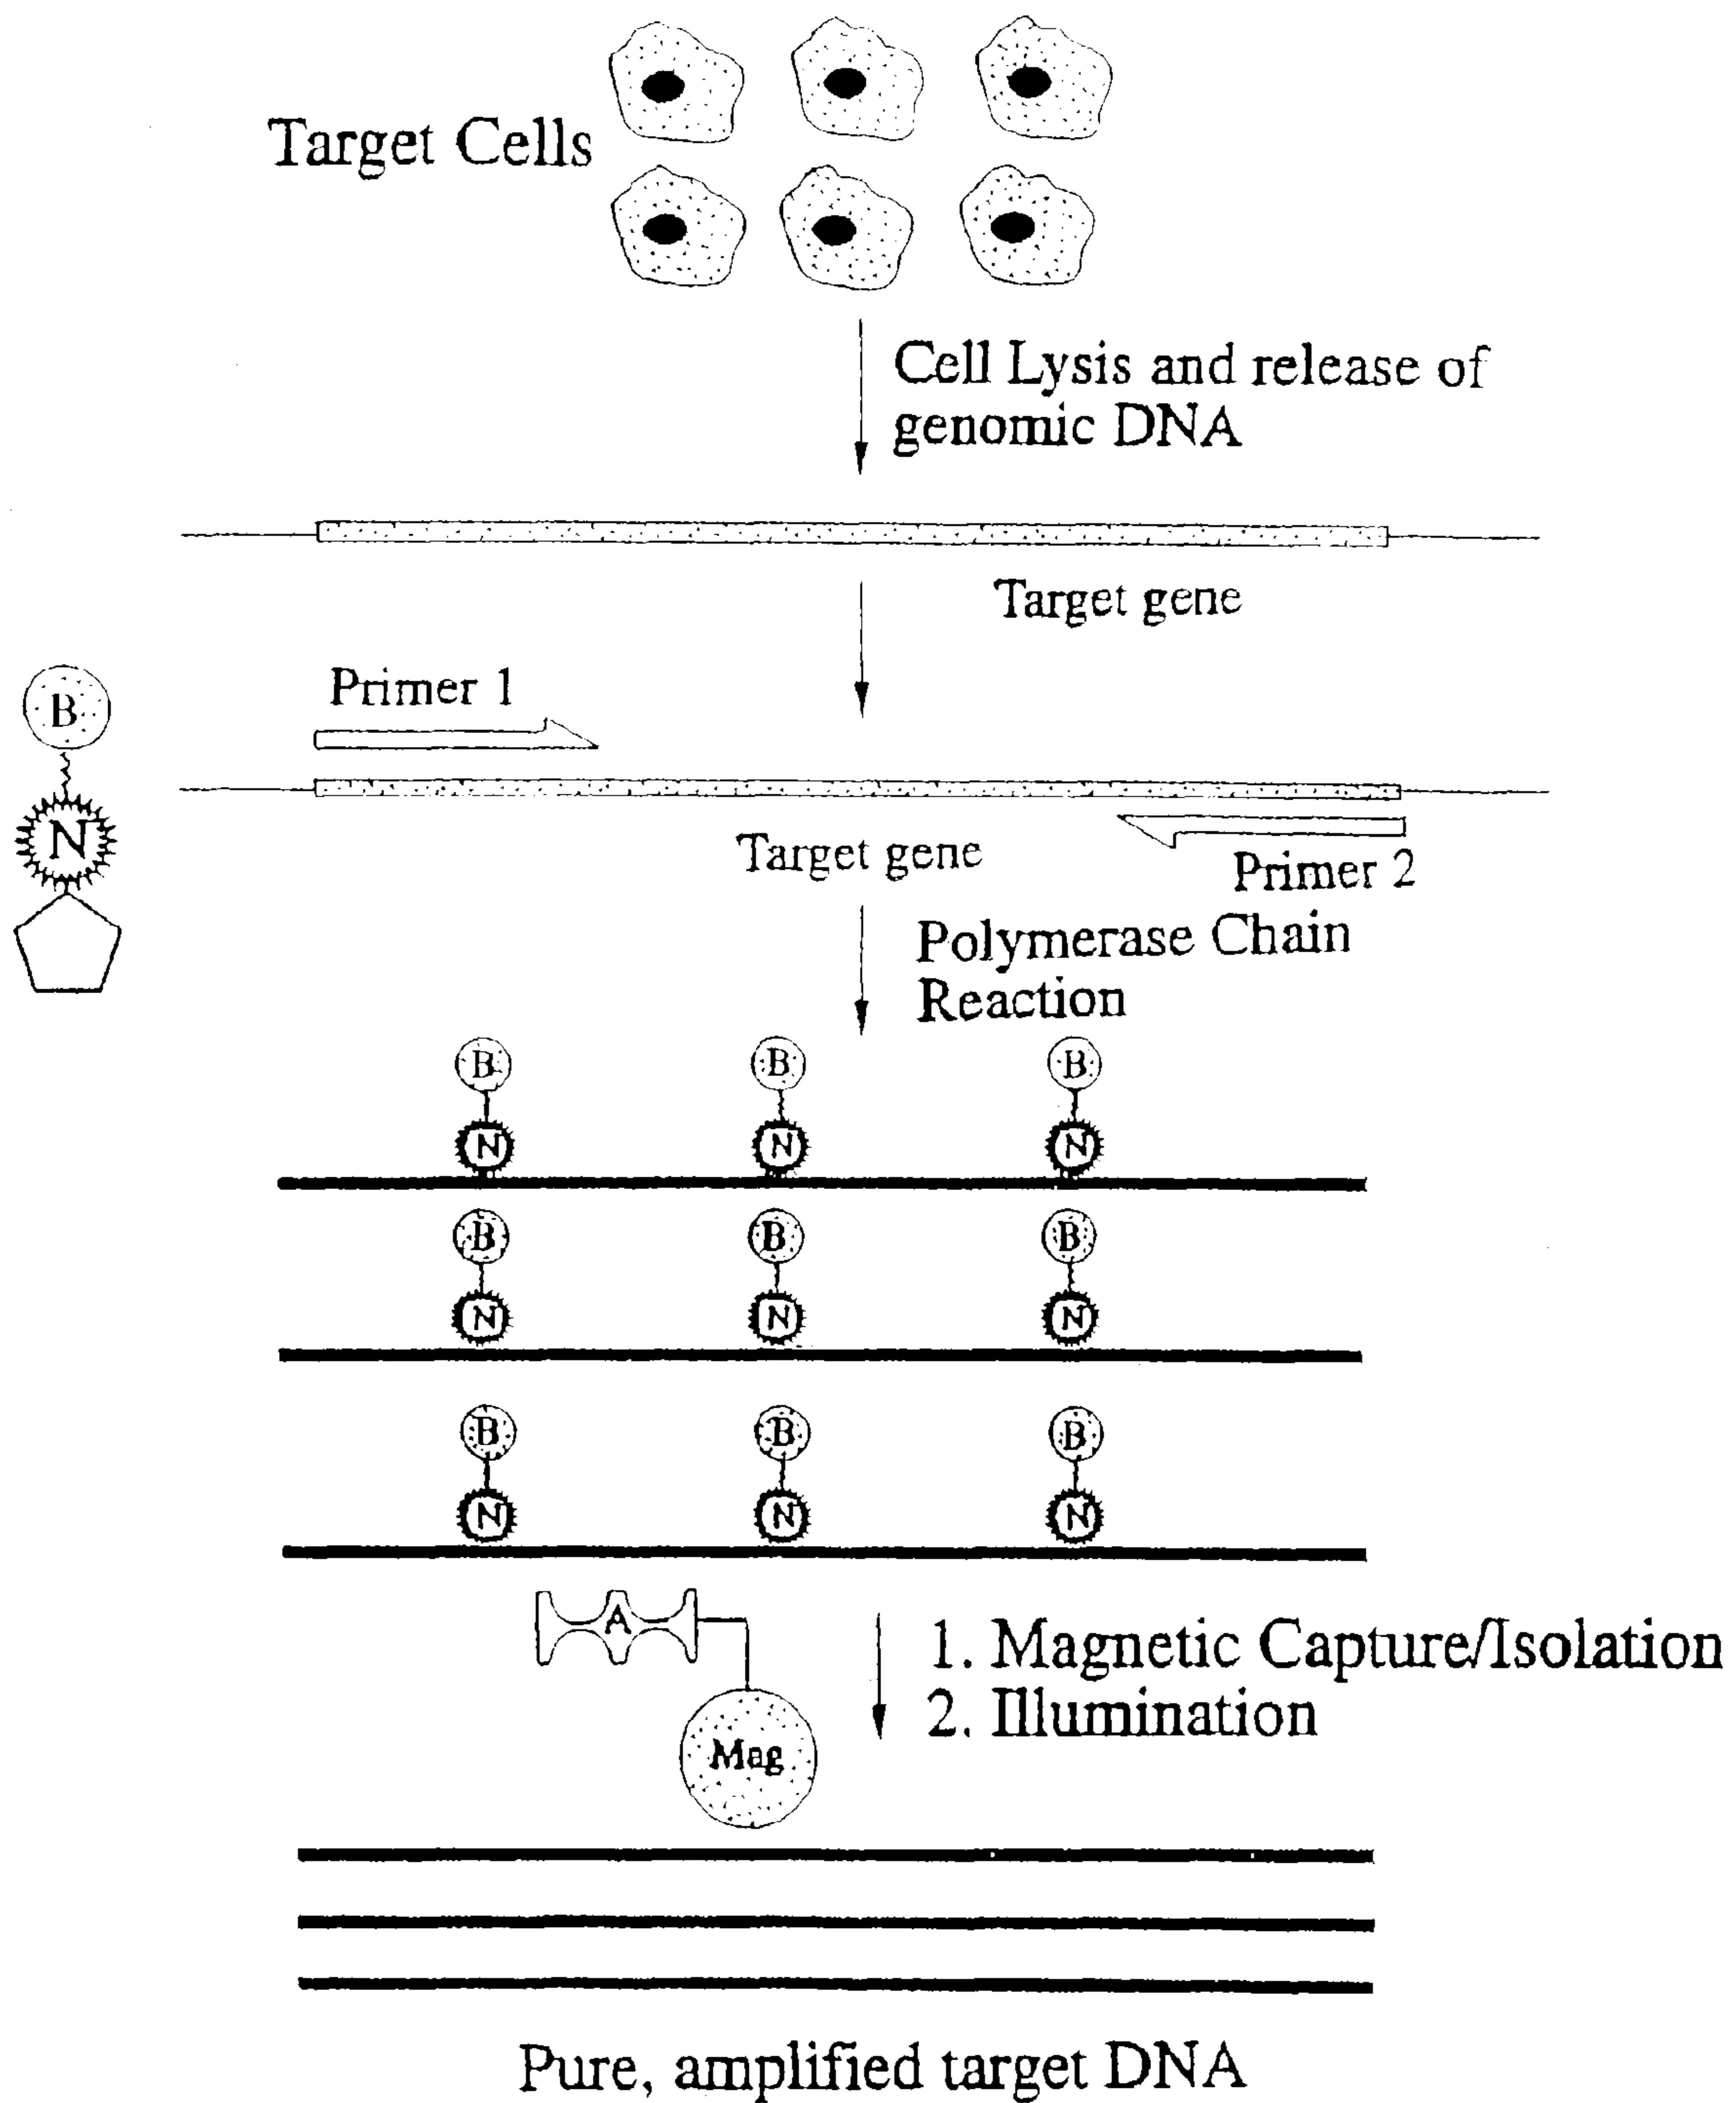 Target Cells
Cell Lysis and release of
genomic DNA
Target gene
B
N
Primer 1
Target gene
Primer 2
Polymerase Chain
Reaction
B B B
N N N
B B B
N N N
B B B
N N N
A
1. Magnetic Capture/Isolation
2. Illumination
Mag
Pure, amplified target DNA